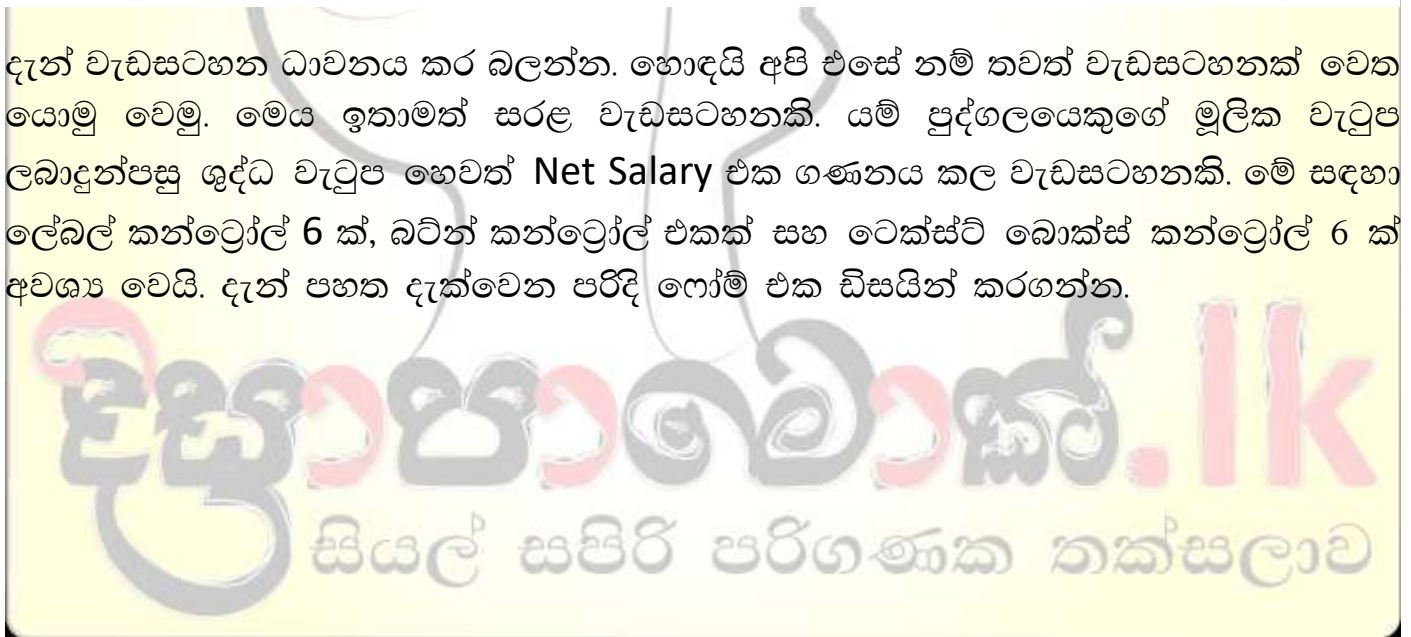 දැන් වැඩසටහන ධාවනය කර බලන්න. හොඳයි අපි එසේ නම් තවත් වැඩසටහනක් වෙත
යොමු වෙමු. මෙය ඉතාමත් සරළ වැඩසටහනකි. යම් පුද්ගලයෙකුගේ මූලික වැටුප
ලබාදුන්පසු ශුද්ධ වැටුප හෙවත් Net Salary එක ගණනය කල වැඩසටහනකි. මේ සඳහා
ලේබල් කන්ට්‍රෝල් 6 ක්, බටන් කන්ට්‍රෝල් එකක් සහ ටෙක්ස්ට් බොක්ස් කන්ට්‍රෝල් 6 ක්
අවශ්‍ය වෙයි. දැන් පහත දැක්වෙන පරිදි ෆෝම් එක ඩිසයින් කරගන්න.
දිසාපාමොක්.lk
සියල් සපිරි පරිගණක තක්සලාව